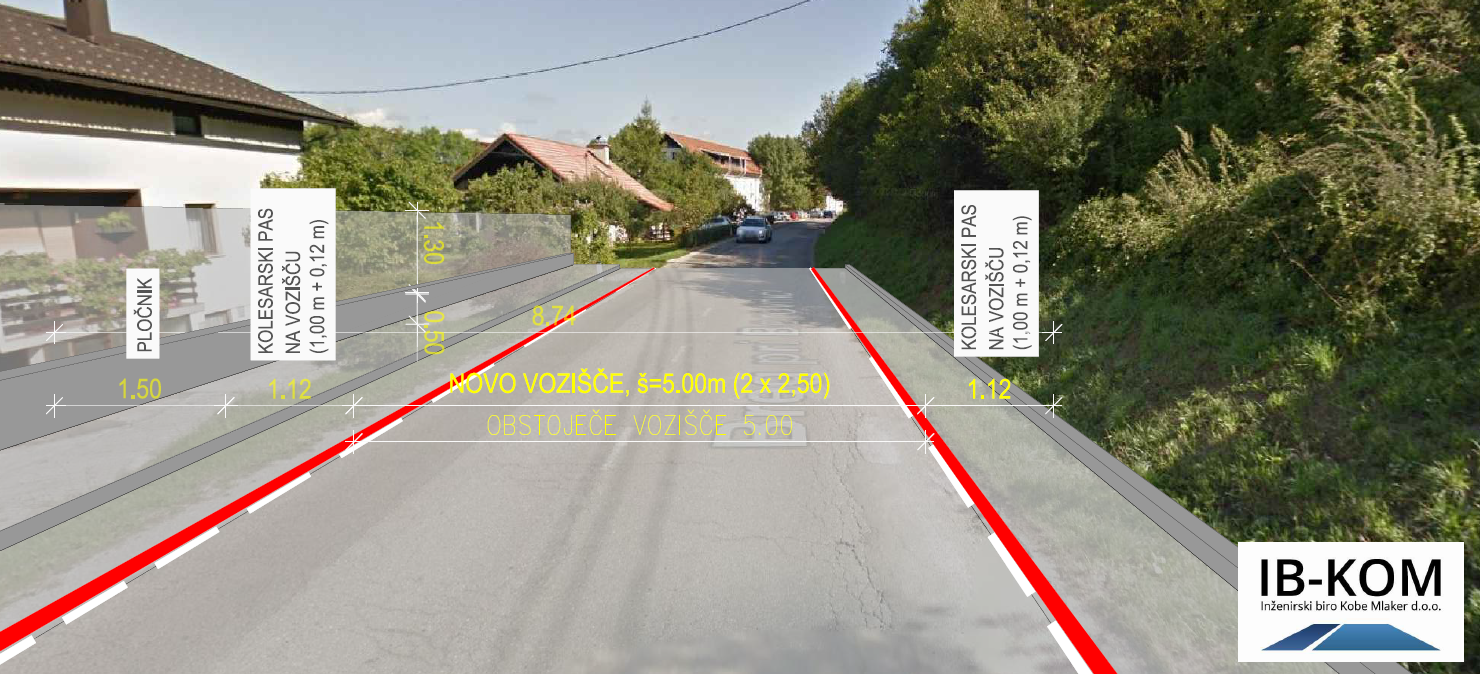 1.30
0.50
8.74
PLOČNIK
KOLESARSKI PAS
NA VOZIŠČU
(1,00 m + 0,12 m)
KOLESARSKI PAS
NA VOZIŠČU
(1,00 m + 0,12 m)
1.50
1.12
NOVO VOZIŠČE, š=5.00m (2 x 2,50)
1.12
OBSTOJEČE VOZIŠČE 5.00
IB-KOM
Inženirski biro Kobe Mlaker d.o.o.